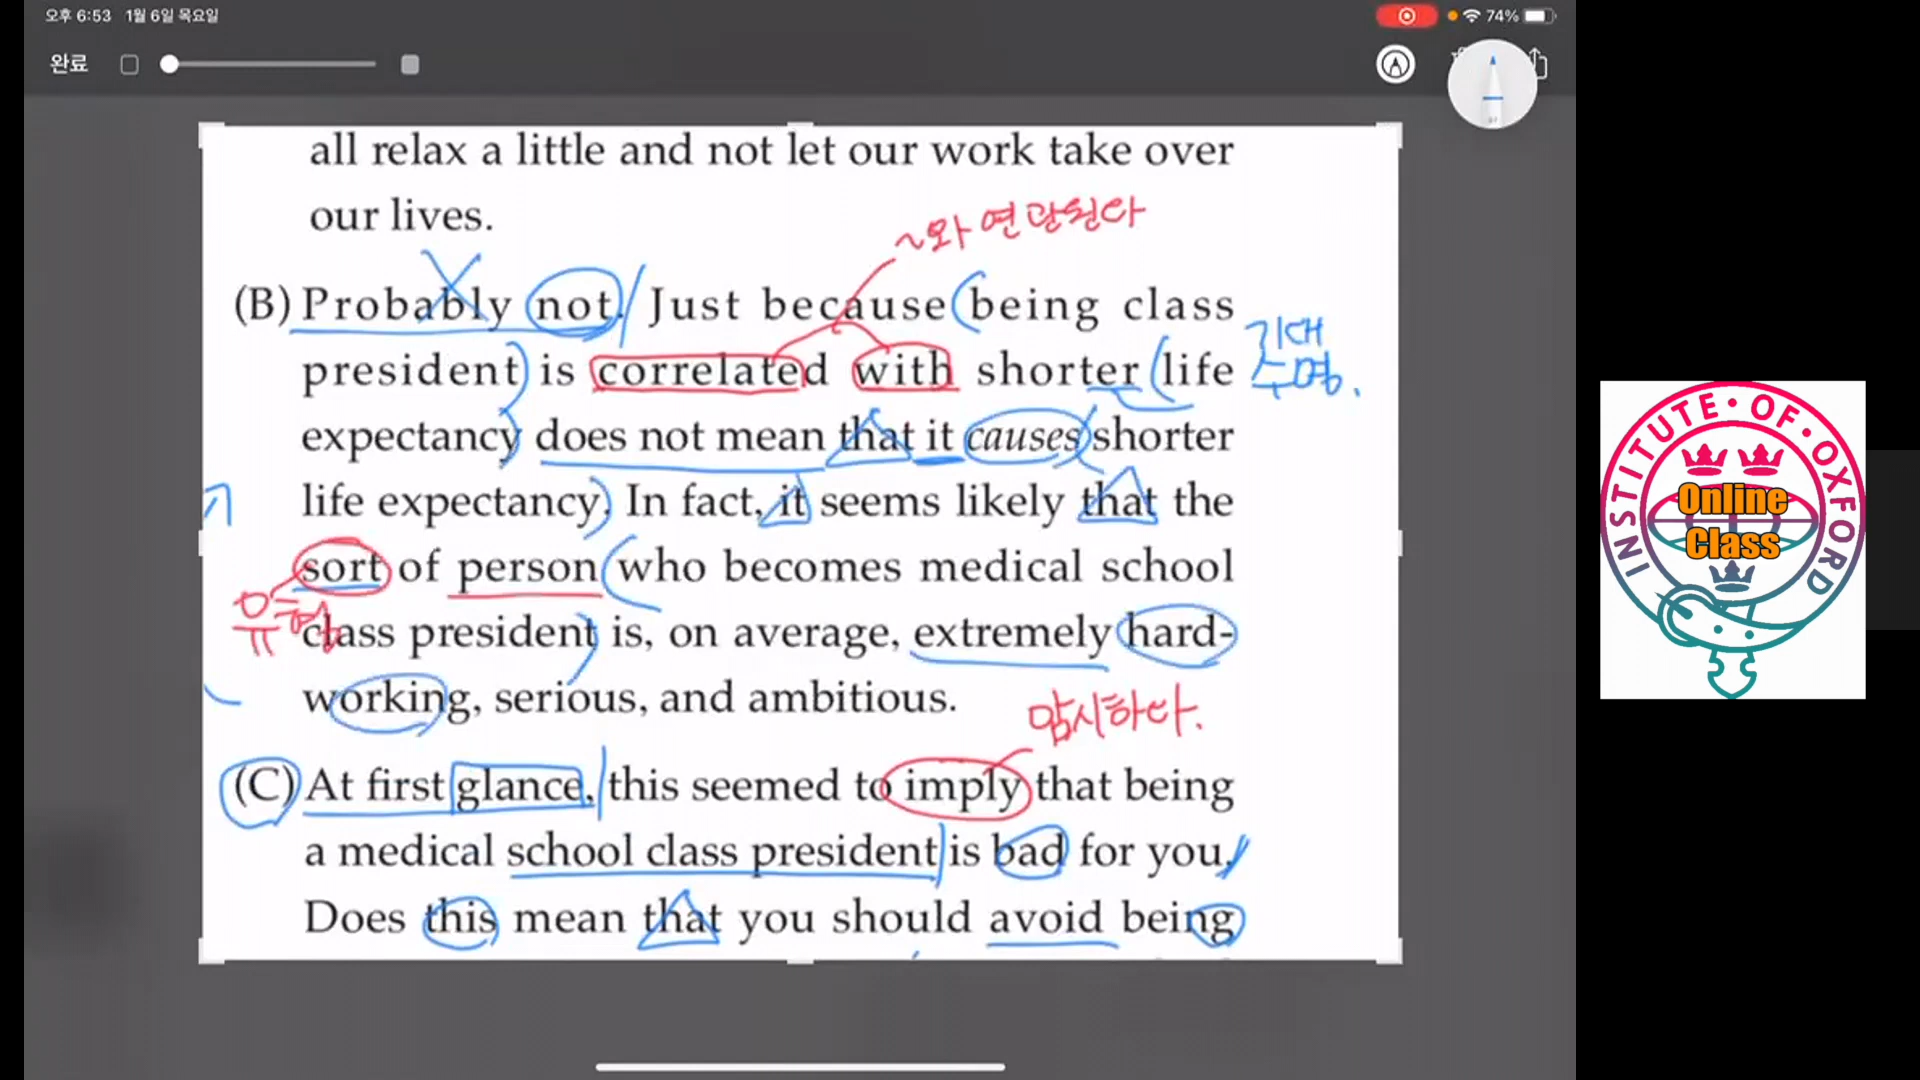 오후 6:53 1월 6일 목요일
74%
완료
all relax a little and not let our work take over
our lives.
~와 연관된다
(B) Probably not. Just because being class
president is correlated with shorter life
기대
수명.
expectancy does not mean that it causes shorter
life expectancy. In fact, it seems likely that the
sort of person who becomes medical school
유형
class president is, on average, extremely hard-
working, serious, and ambitious.
암시하다.
(C) At first glance, this seemed to imply that being
a medical school class president is bad for you.
Does this mean that you should avoid being
INSTITUTE·OF·OXFORD
Online
Class